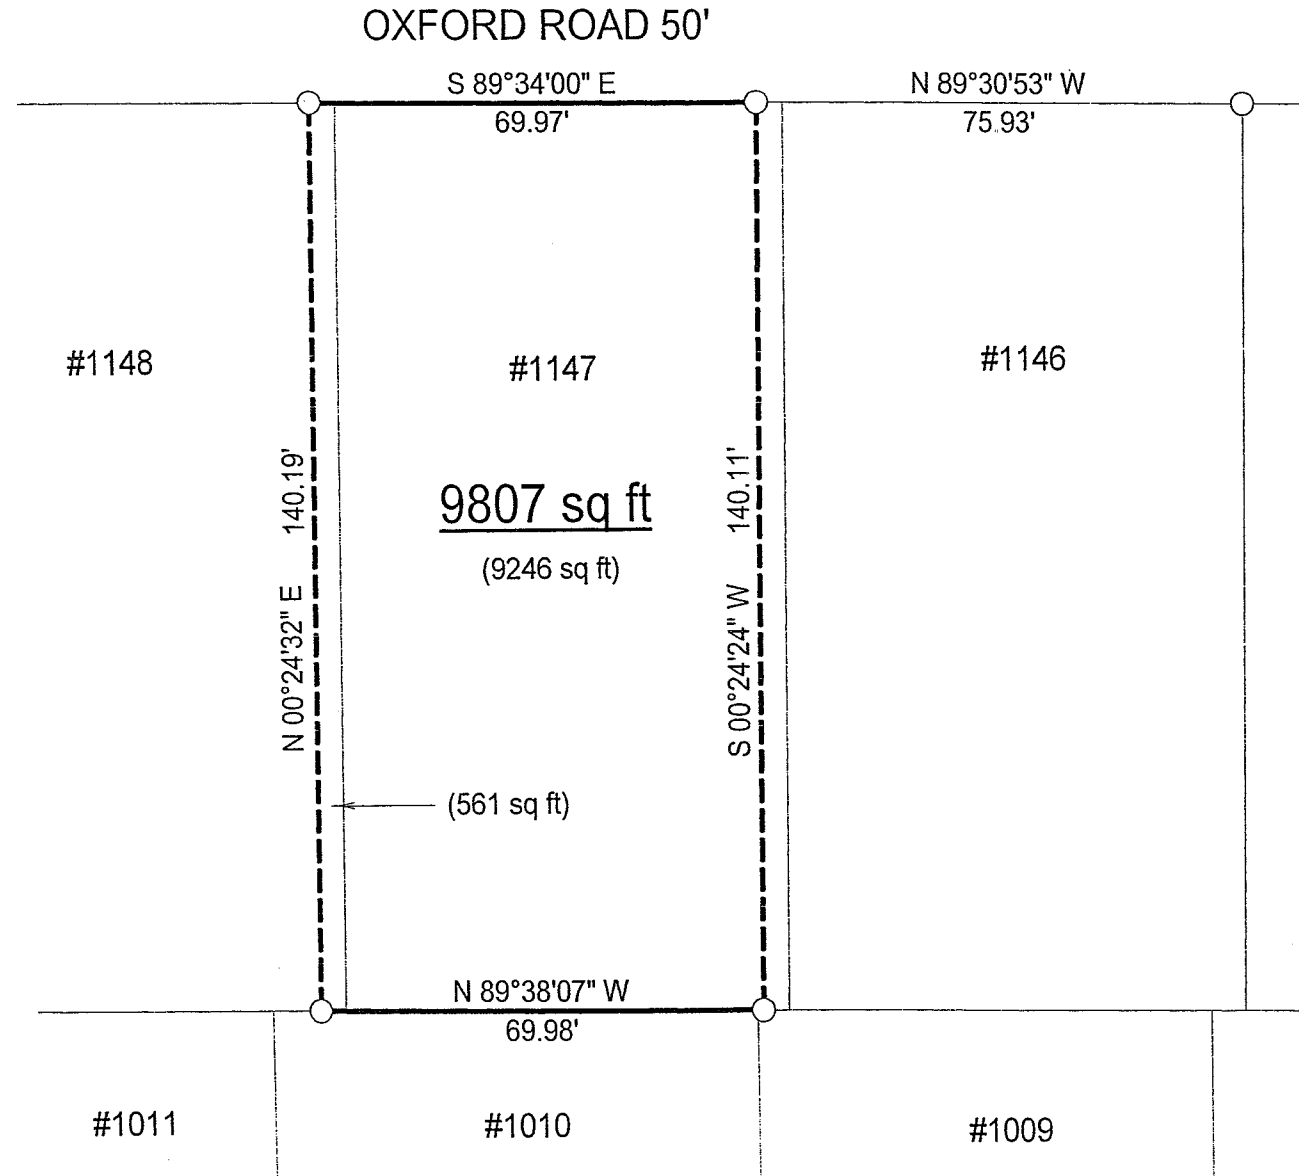 OXFORD ROAD 50'
S 89°34'00" E
N 89°30'53" W
69.97'
75.93'
#1148
#1147
#1146
N 00°24'32" E 140.19'
9807 sq ft
(9246 sq ft)
S 00°24'24" W 140.11'
(561 sq ft)
N 89°38'07" W
69.98'
#1011
#1010
#1009